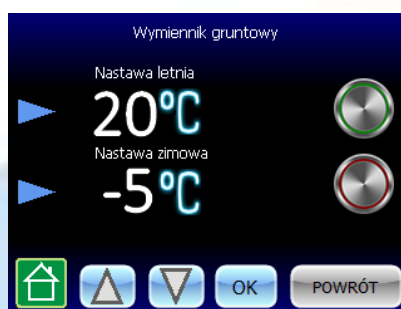 Wymiennik gruntowy
Nastawa letnia
20°C
Nastawa zimowa
-5°C
OK
POWRÓT